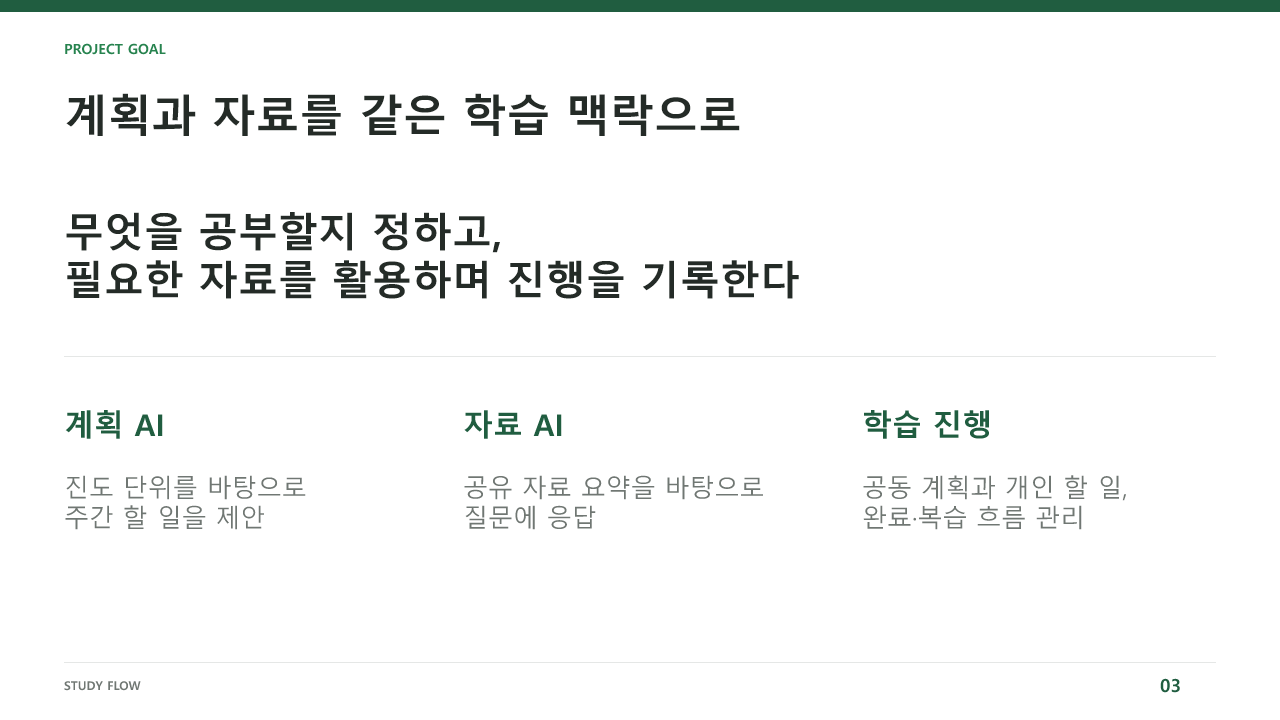 PROJECT GOAL
계획과 자료를 같은 학습 맥락으로
무엇을 공부할지 정하고,
필요한 자료를 활용하며 진행을 기록한다
계획 AI
진도 단위를 바탕으로
주간 할 일을 제안
자료 AI
공유 자료 요약을 바탕으로
질문에 응답
학습 진행
공동 계획과 개인 할 일,
완료·복습 흐름 관리
STUDY FLOW
03